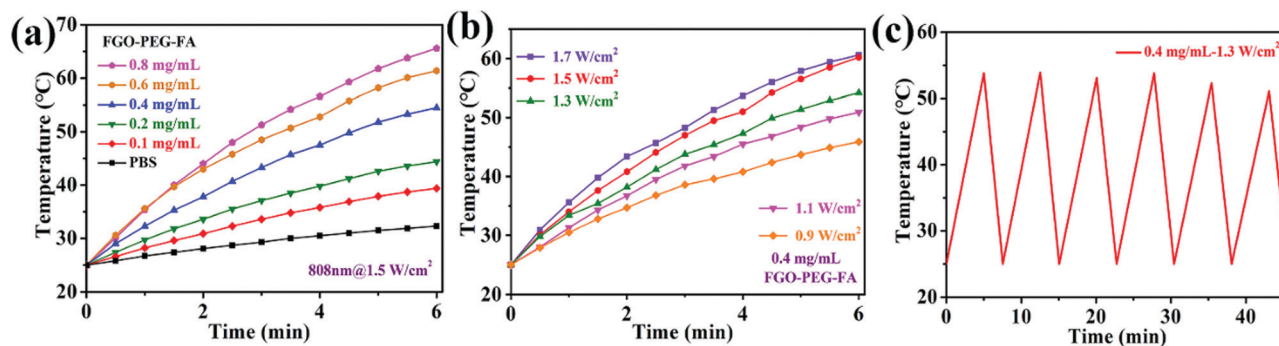 (a)
70
65
60
55
50
45
40
35
30
25
20
Temperature (°C)
FGO-PEG-FA
0.8 mg/mL
0.6 mg/mL
0.4 mg/mL
0.2 mg/mL
0.1 mg/mL
PBS
808nm@1.5 W/cm²
0 2 4 6
Time (min)
(b)
60
50
40
30
20
Temperature (°C)
1.7 W/cm²
1.5 W/cm²
1.3 W/cm²
1.1 W/cm²
0.9 W/cm²
0.4 mg/mL
FGO-PEG-FA
0 2 4 6
Time (min)
(c)
60
50
40
30
20
Temperature (°C)
0.4 mg/mL-1.3 W/cm²
0 10 20 30 40
Time (min)